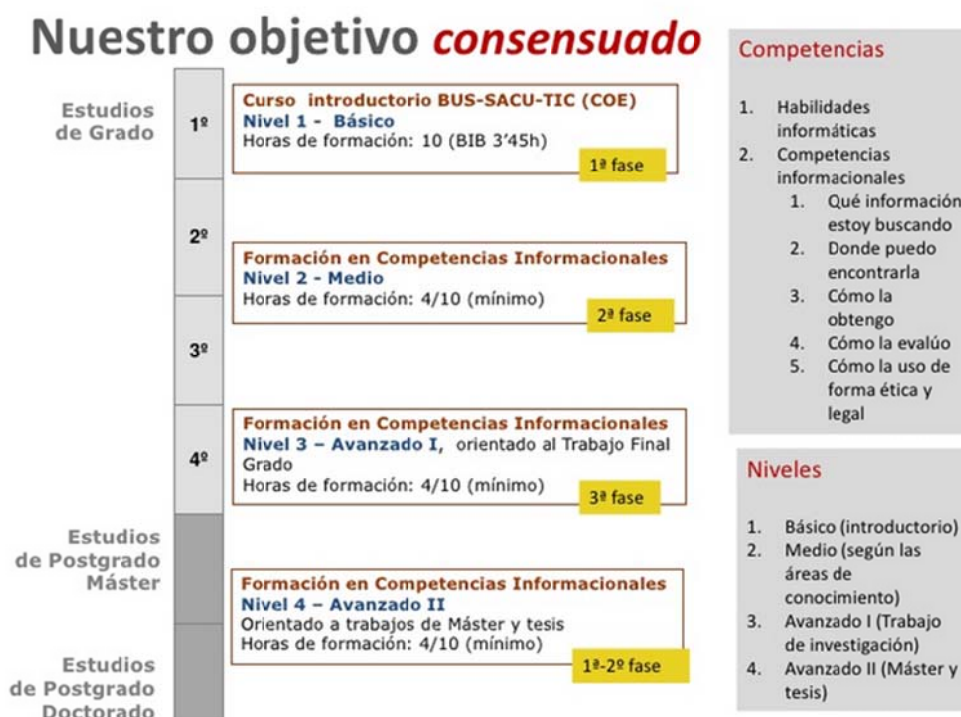 Nuestro objetivo consensuado
Estudios
de Grado
1º
Curso introductorio BUS-SACU-TIC (COE)
Nivel 1 - Básico
Horas de formación: 10 (BIB 3'45h)
1ª fase
2º
Formación en Competencias Informacionales
Nivel 2 - Medio
Horas de formación: 4/10 (mínimo)
2ª fase
3º
4º
Formación en Competencias Informacionales
Nivel 3 – Avanzado I, orientado al Trabajo Final
Grado
Horas de formación: 4/10 (mínimo)
3ª fase
Estudios
de Postgrado
Máster
Formación en Competencias Informacionales
Nivel 4 – Avanzado II
Orientado a trabajos de Máster y tesis
Horas de formación: 4/10 (mínimo)
1ª-2º fase
Estudios
de Postgrado
Doctorado
Competencias
1. Habilidades
informáticas
2. Competencias
informacionales
1. Qué información
estoy buscando
2. Donde puedo
encontrarla
3. Cómo la
obtengo
4. Cómo la evalúo
5. Cómo la uso de
forma ética y
legal
Niveles
1. Básico (introductorio)
2. Medio (según las
áreas de
conocimiento)
3. Avanzado I (Trabajo
de investigación)
4. Avanzado II (Máster y
tesis)